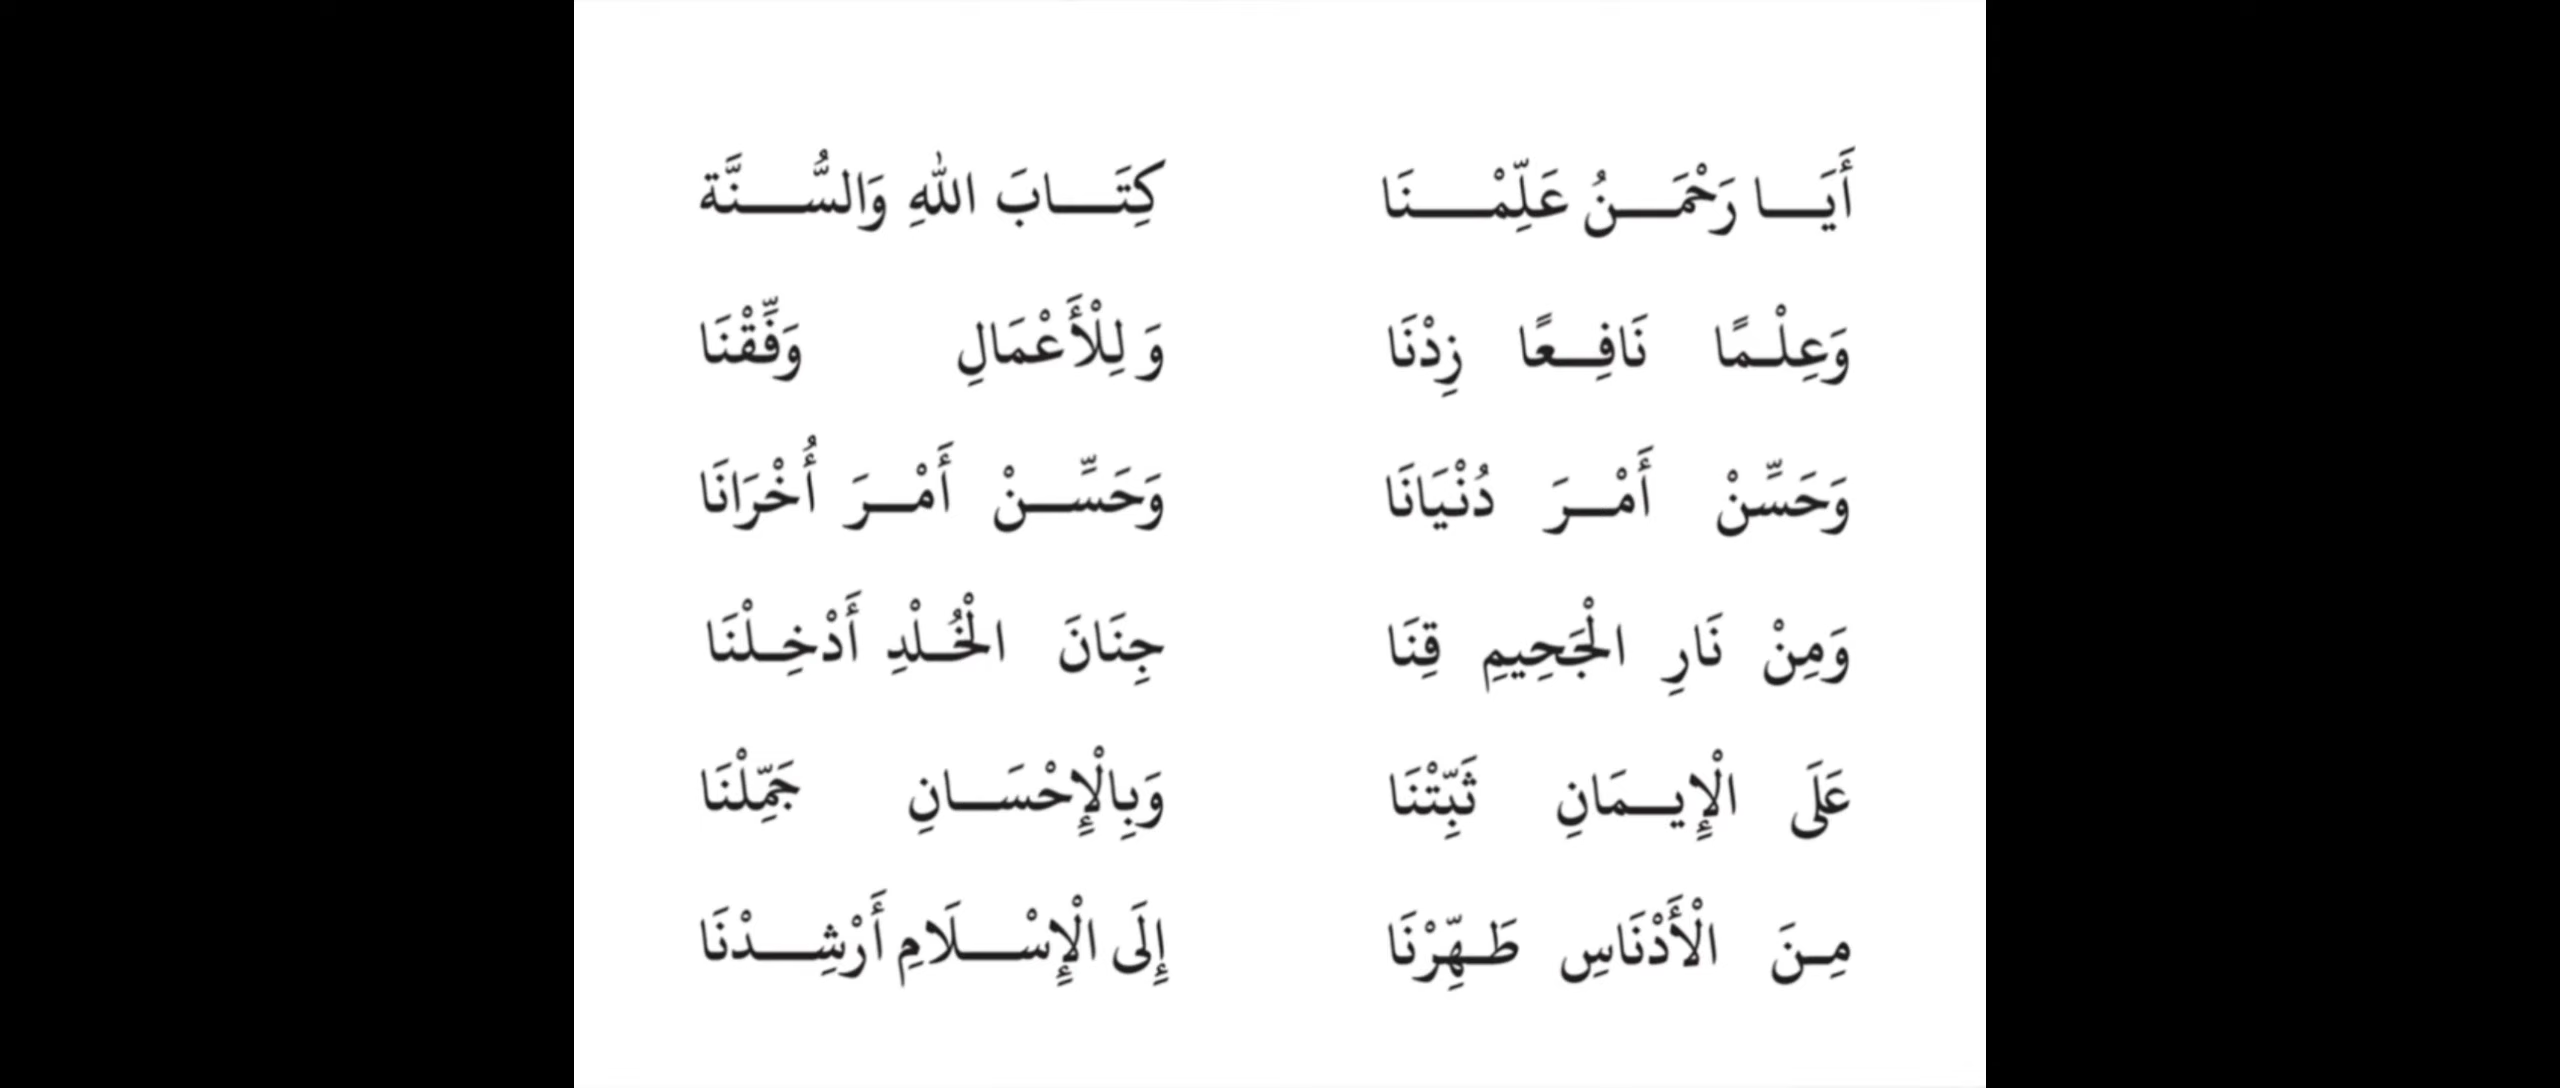 أَيَا رَحْمَنُ عَلِّمْنَا كِتَابَ اللهِ وَالسُّنَّة
وَعِلْمًا نَافِعًا زِدْنَا وَ لِلْأَعْمَالِ وَفِّقْنَا
وَحَسِّنْ أَمْرَ دُنْيَانَا وَحَسِّنْ أَمْرَ أُخْرَانَا
وَمِنْ نَارِ الْجَحِيمِ قِنَا جِنَانَ الْخُلْدِ أَدْخِلْنَا
عَلَى الْإِيمَانِ ثَبِّتْنَا وَبِالْإِحْسَانِ جَمِّلْنَا
مِنَ الْأَدْنَاسِ طَهِّرْنَا إِلَى الْإِسْلَامِ أَرْشِدْنَا